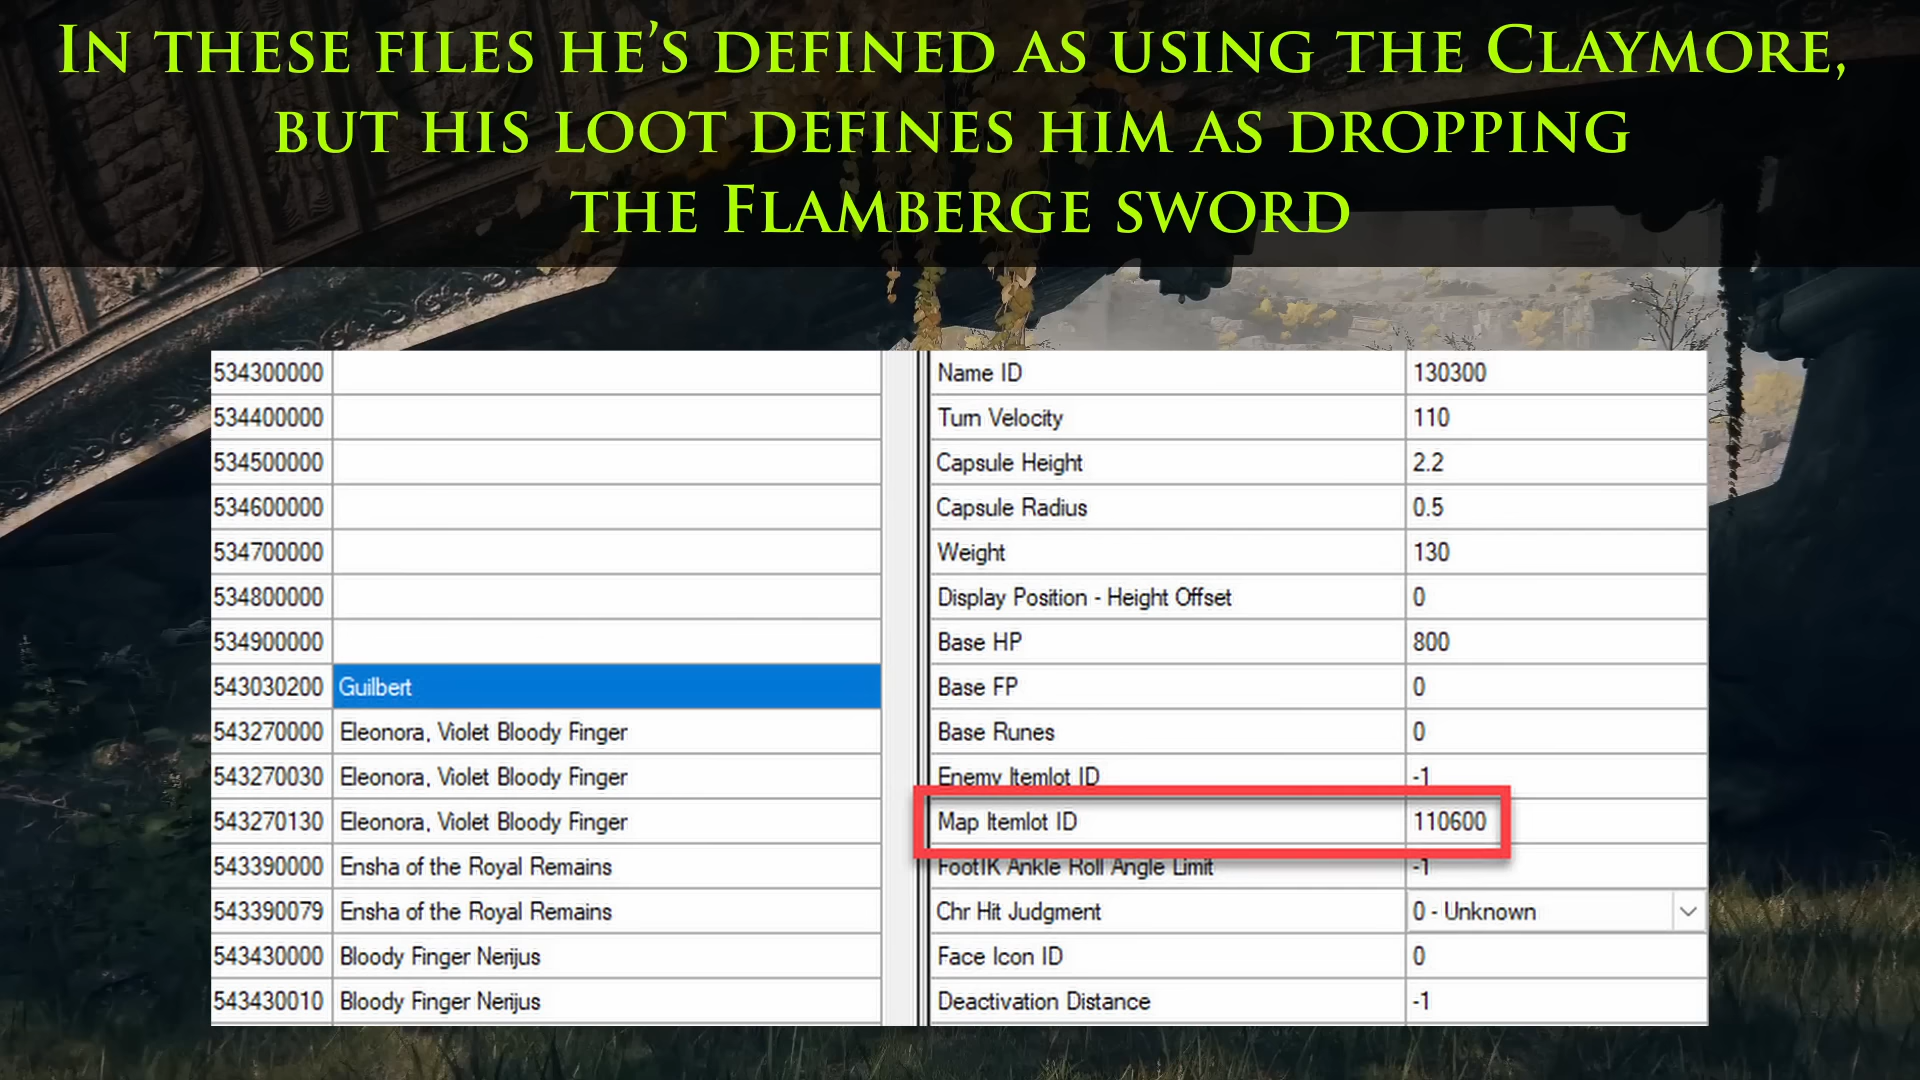 In these files he's defined as using the Claymore,
but his loot defines him as dropping
the Flamberge sword
534300000
534400000
534500000
534600000
534700000
534800000
534900000
543030200 Guilbert
543270000 Eleonora, Violet Bloody Finger
543270030 Eleonora, Violet Bloody Finger
543270130 Eleonora, Violet Bloody Finger
543390000 Ensha of the Royal Remains
543390079 Ensha of the Royal Remains
543430000 Bloody Finger Nerijus
543430010 Bloody Finger Nerijus
Name ID 130300
Turn Velocity 110
Capsule Height 2.2
Capsule Radius 0.5
Weight 130
Display Position - Height Offset 0
Base HP 800
Base FP 0
Base Runes 0
Enemy Itemlot ID -1
Map Itemlot ID 110600
FootIK Ankle Roll Angle Limit -1
Chr Hit Judgment 0 - Unknown
Face Icon ID 0
Deactivation Distance -1